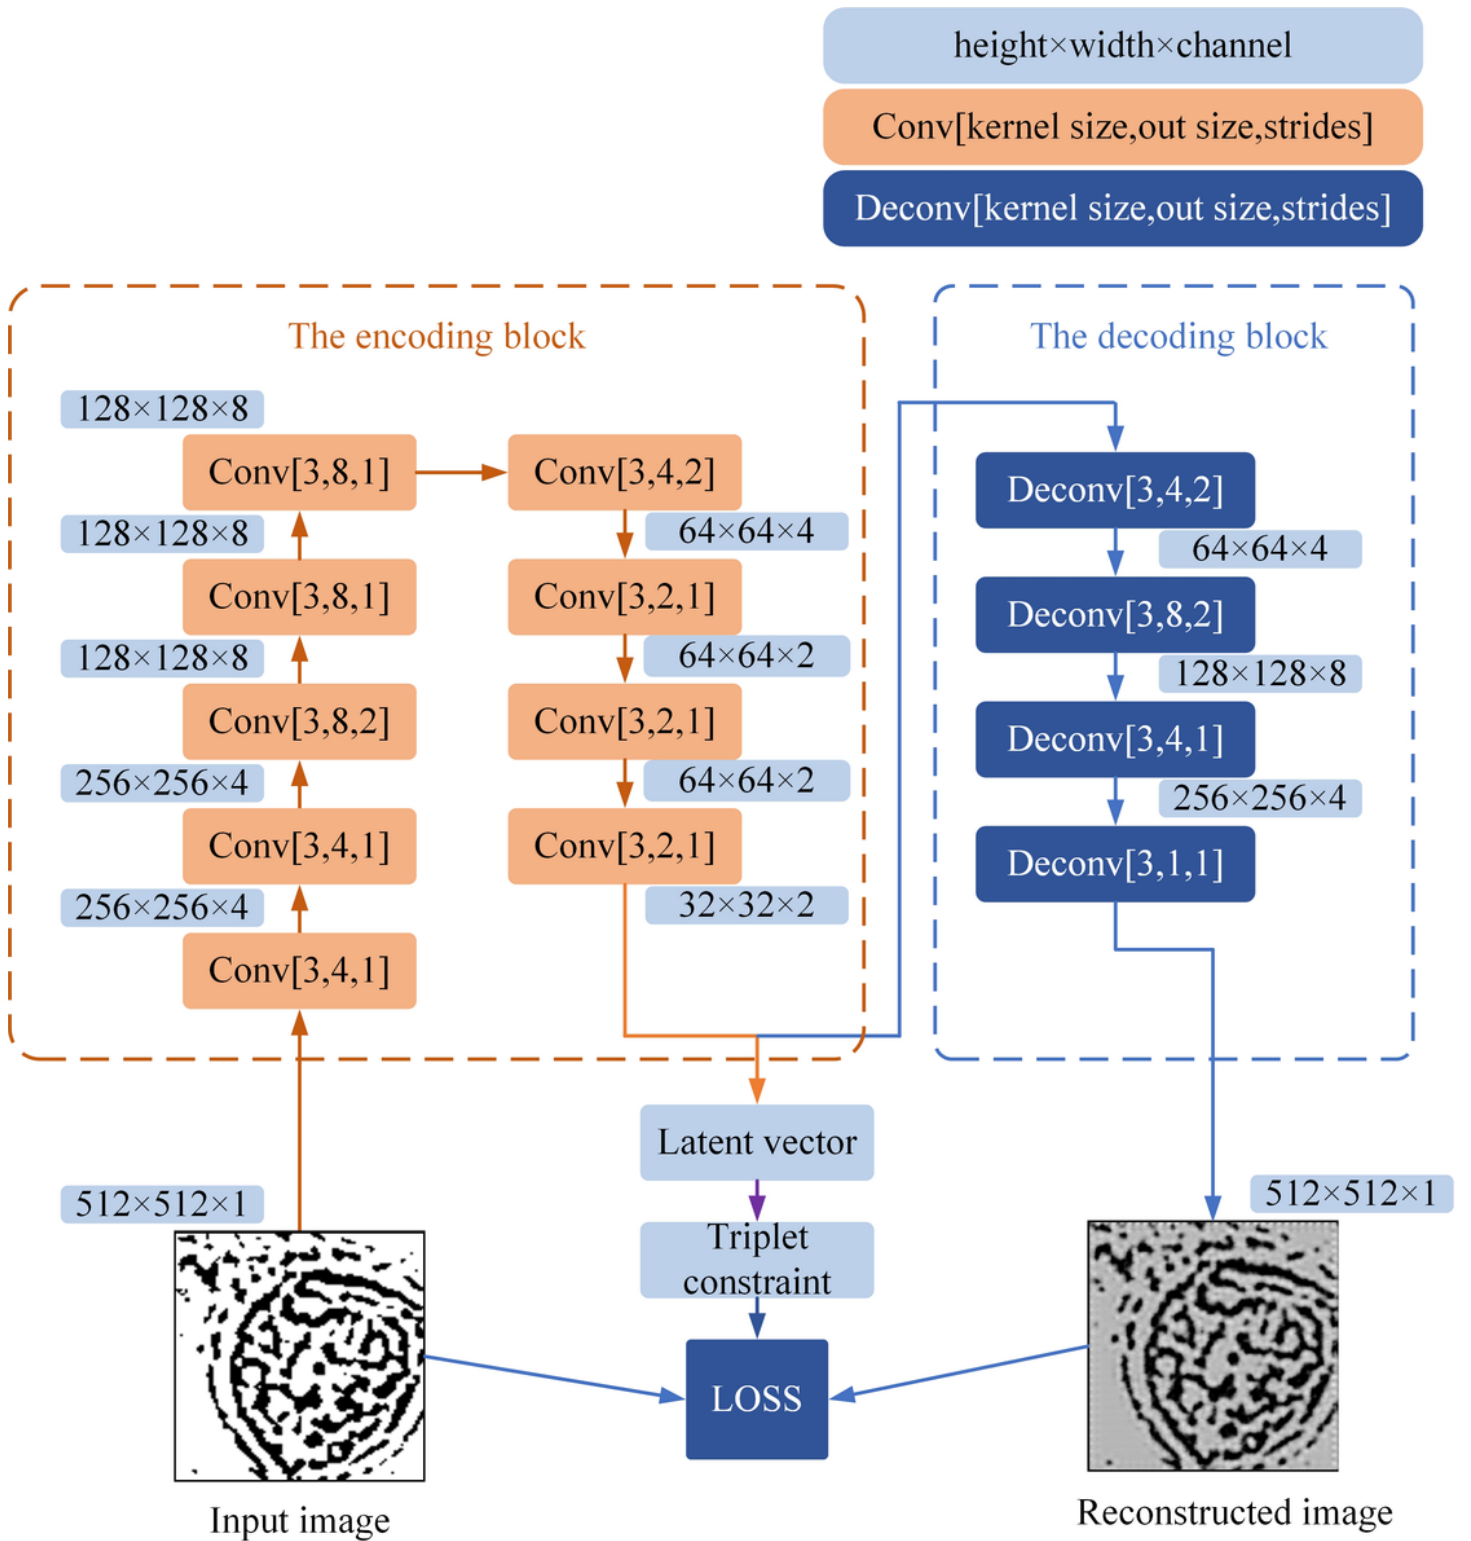 height×width×channel
Conv[kernel size,out size,strides]
Deconv[kernel size,out size,strides]
The encoding block
128×128×8
Conv[3,8,1]
128×128×8
Conv[3,8,1]
128×128×8
Conv[3,8,2]
256×256×4
Conv[3,4,1]
256×256×4
Conv[3,4,1]
512×512×1
Input image
Conv[3,4,2]
64×64×4
Conv[3,2,1]
64×64×2
Conv[3,2,1]
64×64×2
Conv[3,2,1]
32×32×2
Latent vector
Triplet
constraint
LOSS
The decoding block
Deconv[3,4,2]
64×64×4
Deconv[3,8,2]
128×128×8
Deconv[3,4,1]
256×256×4
Deconv[3,1,1]
512×512×1
Reconstructed image